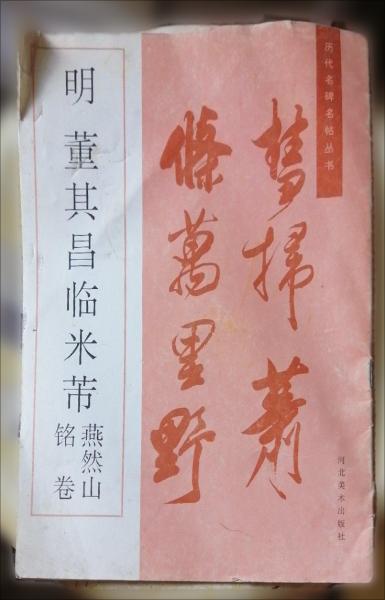 历代名碑名帖丛书
彗掃蕭
條萬里野
河北美术出版社
明 董其昌临米芾
燕然山
铭卷